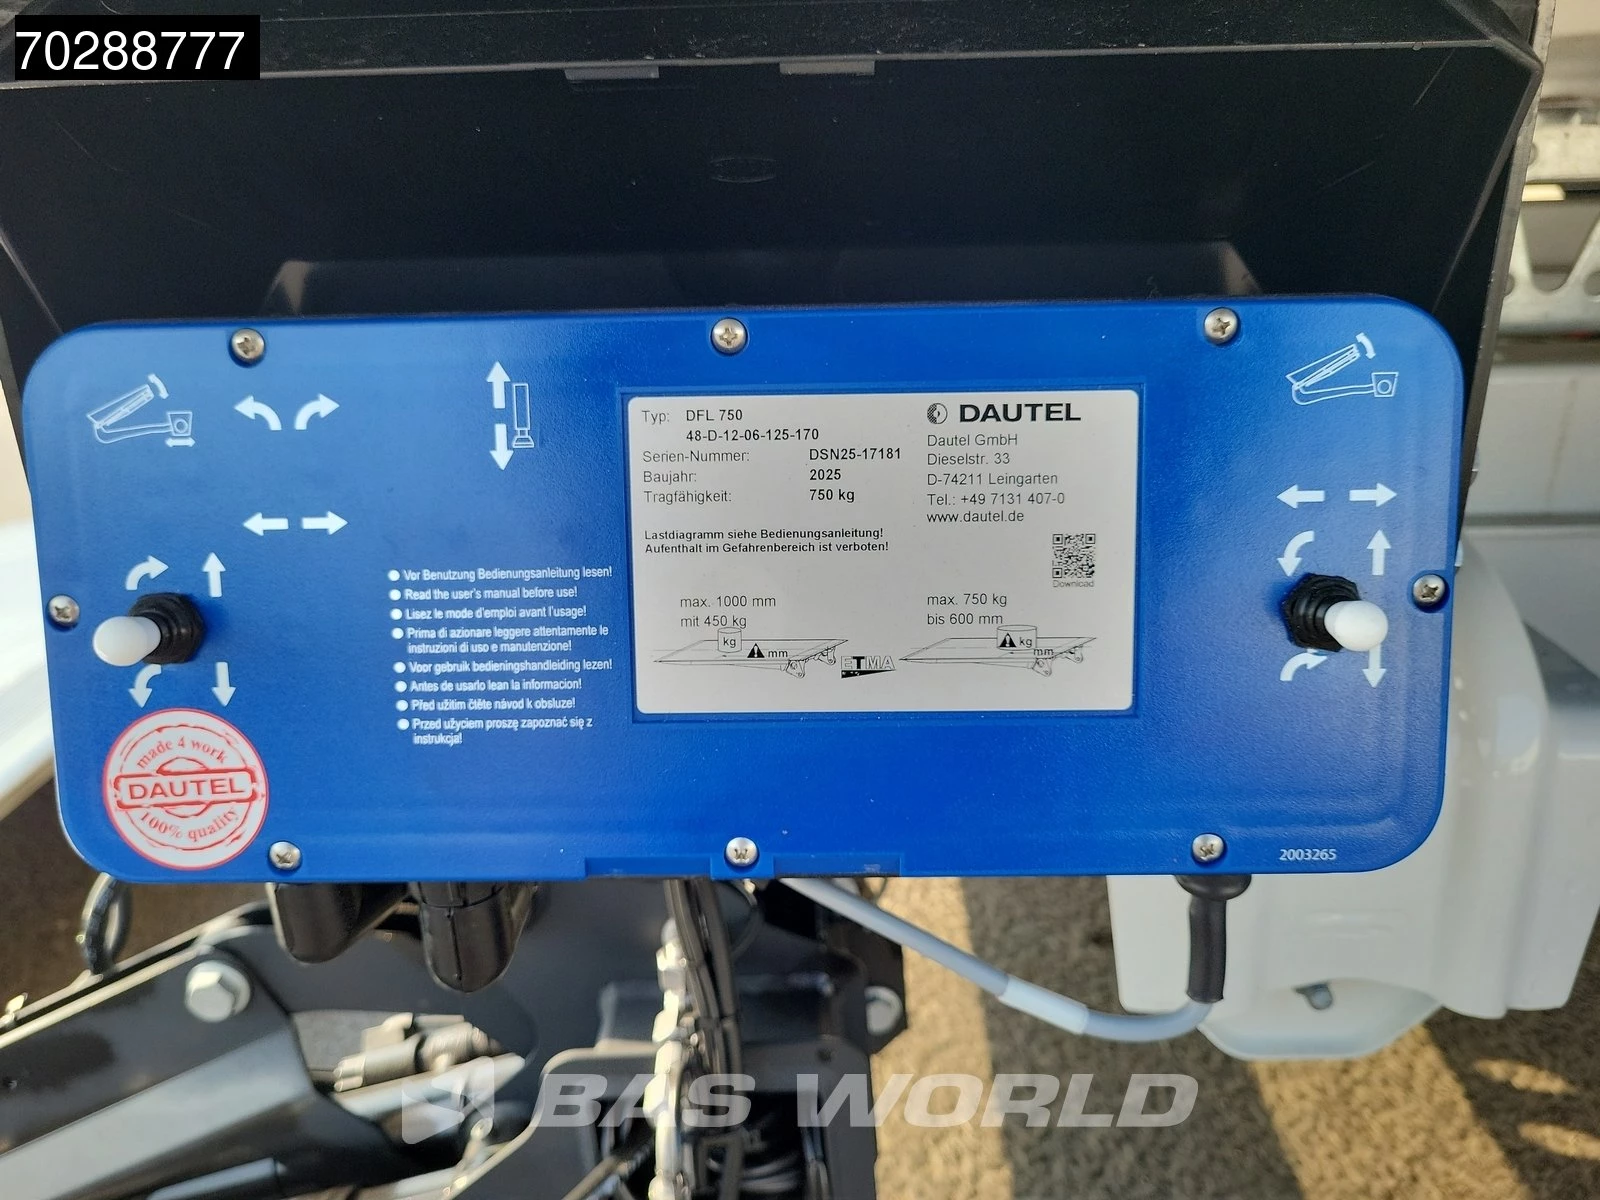 70288777
Typ: DFL 750
48-D-12-06-125-170
Serien-Nummer: DSN25-17181
Baujahr: 2025
Tragfähigkeit: 750 kg
Lastdiagramm siehe Bedienungsanleitung!
Aufenthalt im Gefahrenbereich ist verboten!
DAUTEL
Dautel GmbH
Dieselstr. 33
D-74211 Leingarten
Tel.: +49 7131 407-0
www.dautel.de
Download
max. 1000 mm
mit 450 kg
kg
mm
ETMA
max. 750 kg
bis 600 mm
kg
mm
Vor Benutzung Bedienungsanleitung lesen!
Read the user's manual before use!
Lisez le mode d'emploi avant l'usage!
Prima di azionare leggere attentamente le
instruzioni di uso e manutenzione!
Voor gebruik bedieningshandleiding lezen!
Antes de usarlo lean la informacion!
Před užitim čtěte návod k obsluze!
Przed użyciem proszę zapoznać się z
instrukcją!
made 4 work
DAUTEL
100% quality
2003265
BAS WORLD